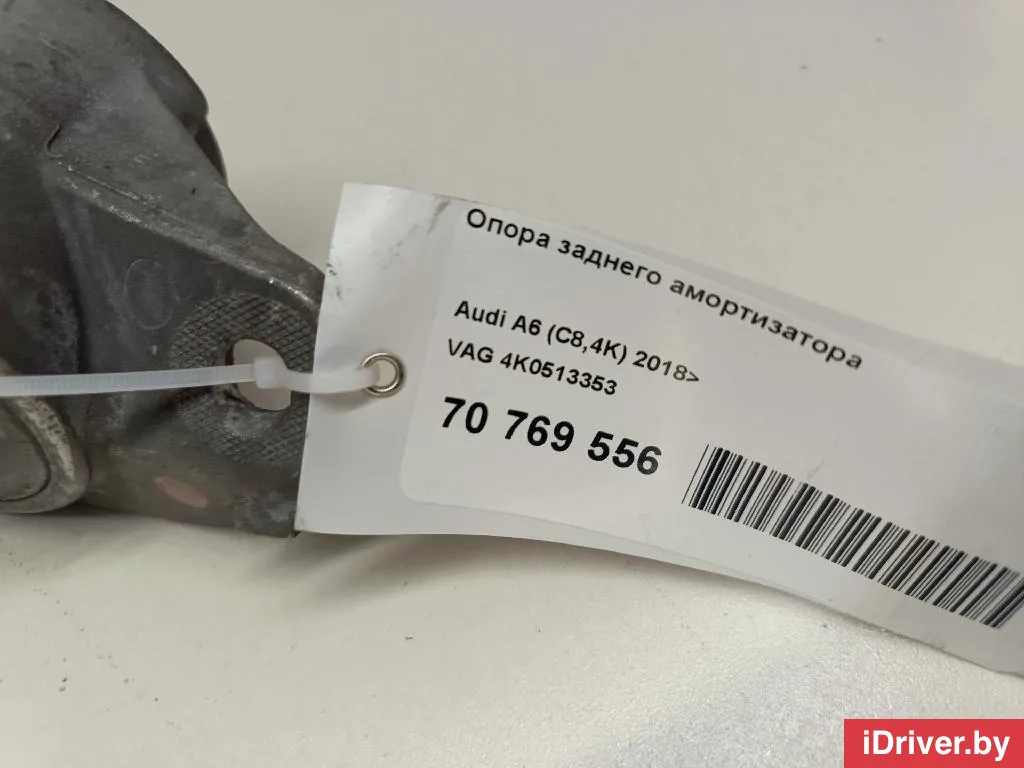 Опора заднего амортизатора
Audi A6 (C8,4K) 2018>
VAG 4K0513353
70 769 556
iDriver.by